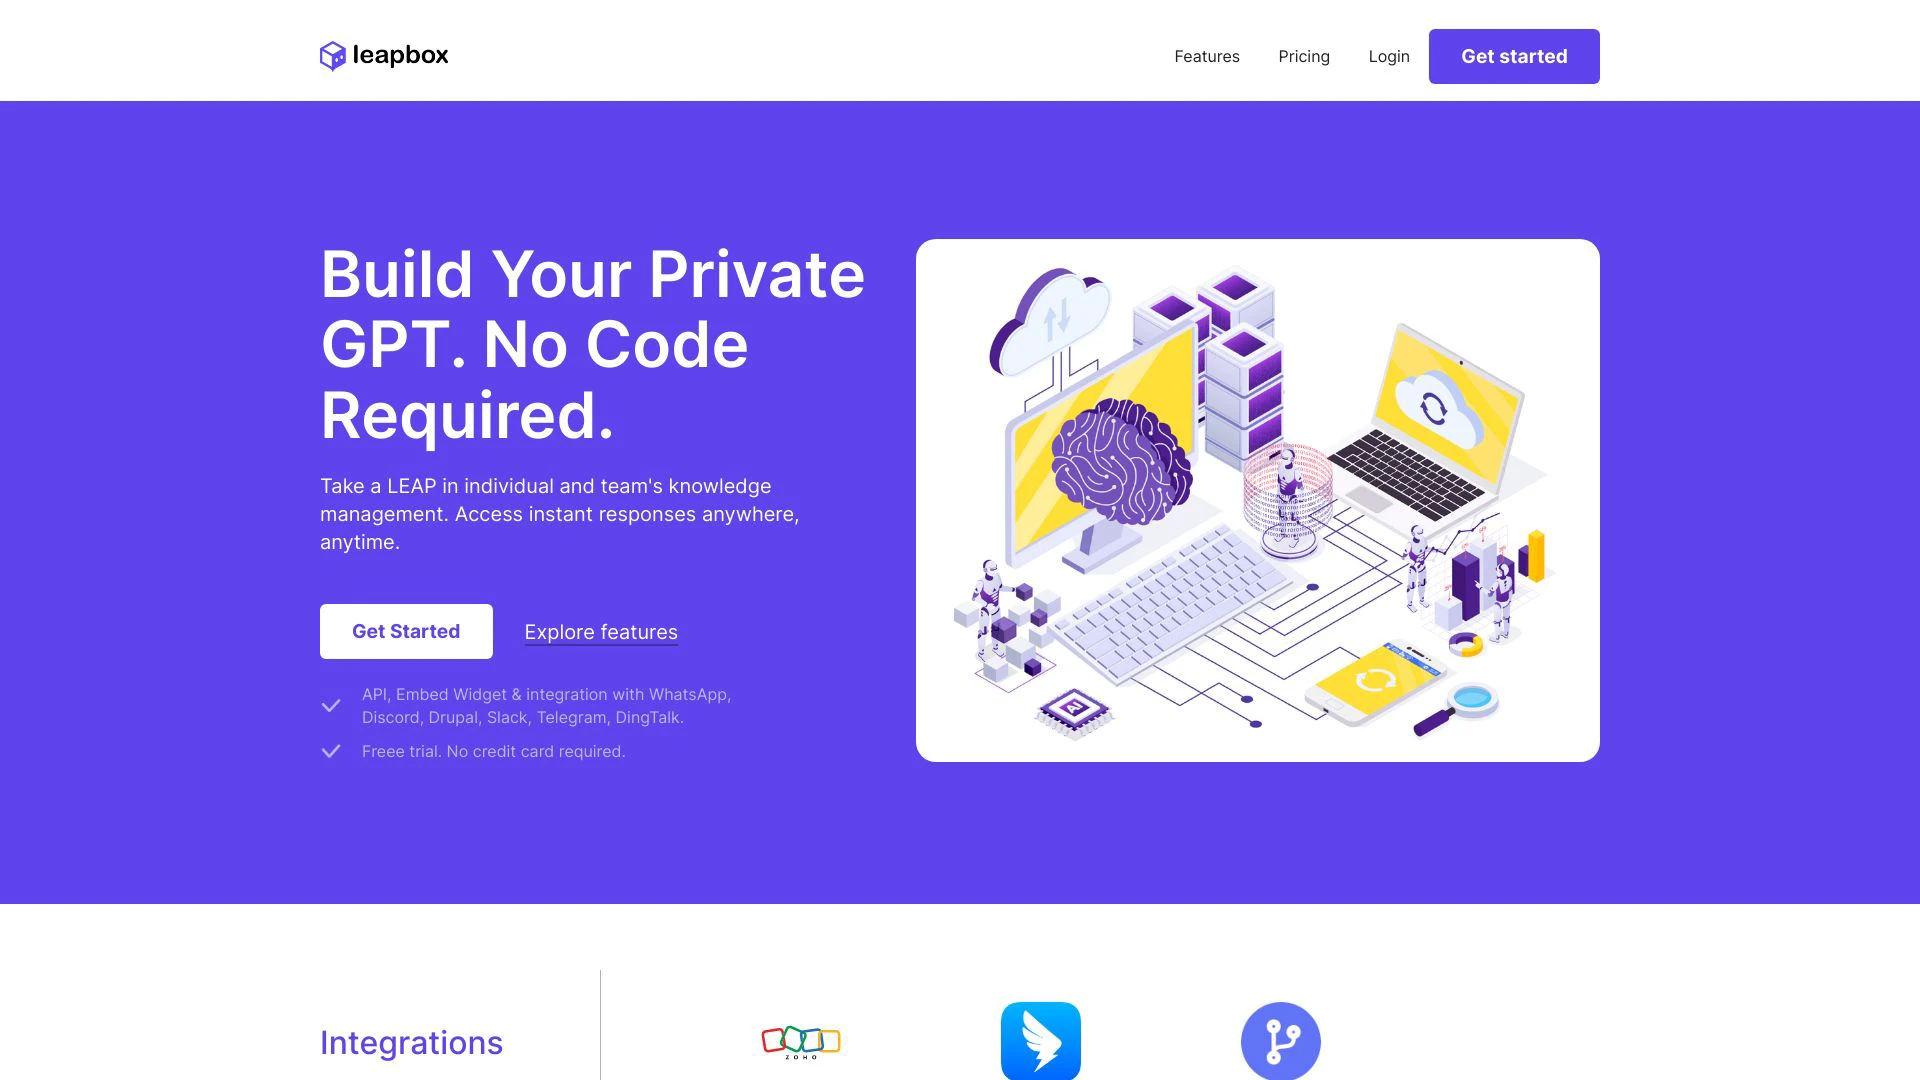 leapbox
Features
Pricing
Login
Get started
Build Your Private
GPT. No Code
Required.
Take a LEAP in individual and team's knowledge
management. Access instant responses anywhere,
anytime.
Get Started
Explore features
API, Embed Widget & integration with WhatsApp,
Discord, Drupal, Slack, Telegram, DingTalk.
Freee trial. No credit card required.
AI
Integrations
ZOHO